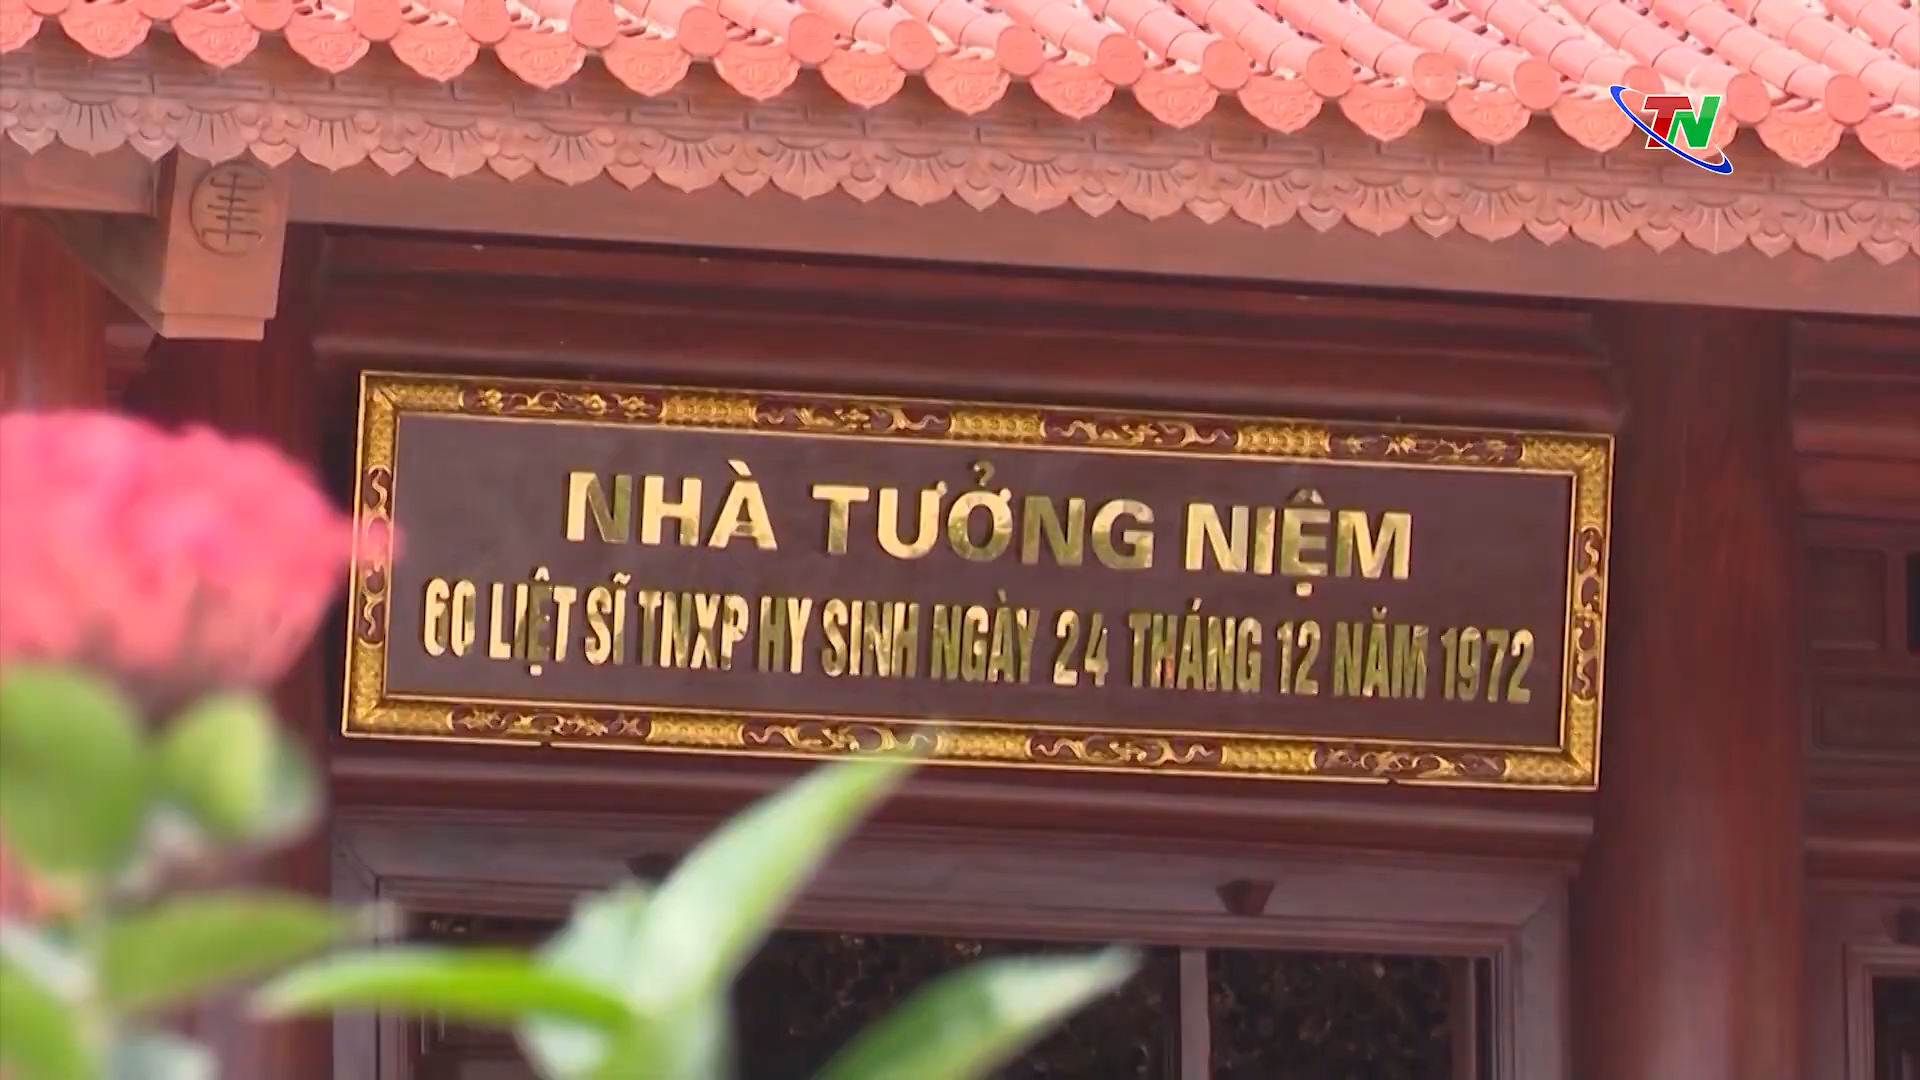 TN
NHÀ TƯỞNG NIỆM
60 LIỆT SĨ TNXP HY SINH NGÀY 24 THÁNG 12 NĂM 1972